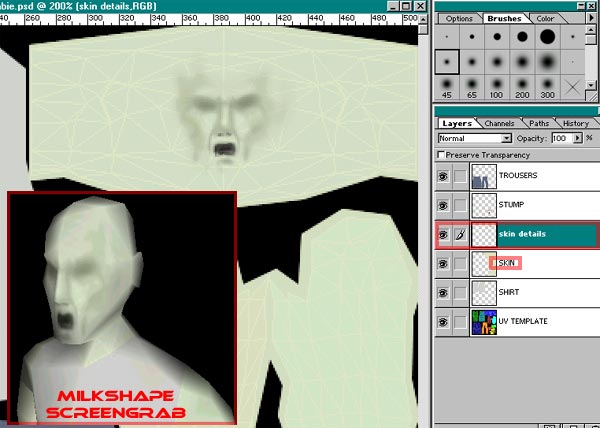 bie.psd @ 200% (skin details,RGB)
260 280 300 320 340 360 380 400 420 440 460 480 500
Options Brushes Color
45 65 100 200 300
Layers Channels Paths History
Normal Opacity: 100 %
Preserve Transparency
TROUSERS
STUMP
skin details
SKIN
SHIRT
UV TEMPLATE
MILKSHAPE
SCREENGRAB